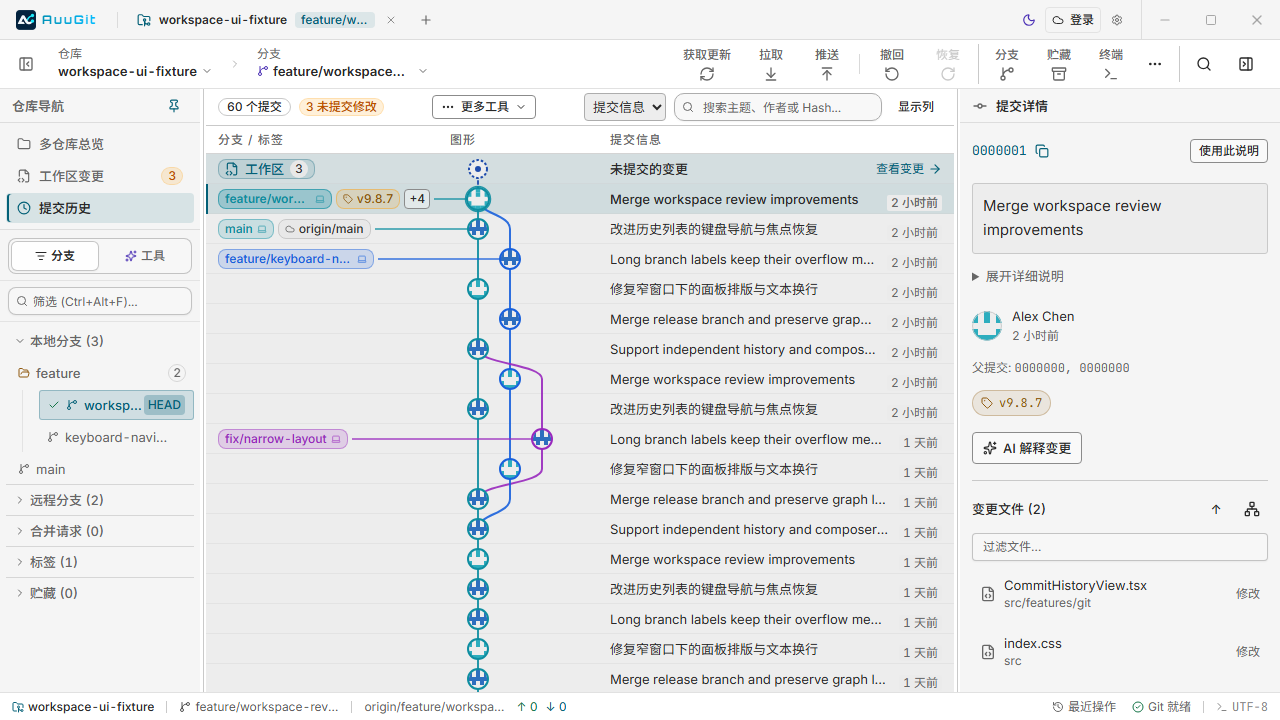 AuuGit
workspace-ui-fixture feature/w...
登录
仓库
workspace-ui-fixture
分支
feature/workspace...
获取更新 拉取 推送 撤回 恢复 分支 贮藏 终端
仓库导航
多仓库总览
工作区变更 3
提交历史
分支 工具
筛选 (Ctrl+Alt+F)...
本地分支 (3)
feature 2
worksp... HEAD
keyboard-navi...
main
远程分支 (2)
合并请求 (0)
标签 (1)
贮藏 (0)
60 个提交 3 未提交修改 更多工具 提交信息 搜索主题、作者或 Hash... 显示列
分支 / 标签 图形 提交信息
工作区 3 未提交的变更 查看变更
feature/wor... v9.8.7 +4 Merge workspace review improvements 2 小时前
main origin/main 改进历史列表的键盘导航与焦点恢复 2 小时前
feature/keyboard-n... Long branch labels keep their overflow m... 2 小时前
修复窄窗口下的面板排版与文本换行 2 小时前
Merge release branch and preserve grap... 2 小时前
Support independent history and compos... 2 小时前
Merge workspace review improvements 2 小时前
改进历史列表的键盘导航与焦点恢复 2 小时前
fix/narrow-layout Long branch labels keep their overflow me... 1 天前
修复窄窗口下的面板排版与文本换行 1 天前
Merge release branch and preserve graph l... 1 天前
Support independent history and composer... 1 天前
Merge workspace review improvements 1 天前
改进历史列表的键盘导航与焦点恢复 1 天前
Long branch labels keep their overflow me... 1 天前
修复窄窗口下的面板排版与文本换行 1 天前
Merge release branch and preserve graph l... 1 天前
提交详情
0000001 使用此说明
Merge workspace review
improvements
展开详细说明
Alex Chen
2 小时前
父提交: 0000000, 0000000
v9.8.7
AI 解释变更
变更文件 (2)
过滤文件...
CommitHistoryView.tsx 修改
src/features/git
index.css 修改
src
workspace-ui-fixture feature/workspace-rev... origin/feature/workspa... ↑ 0 ↓ 0 最近操作 Git 就绪 UTF-8